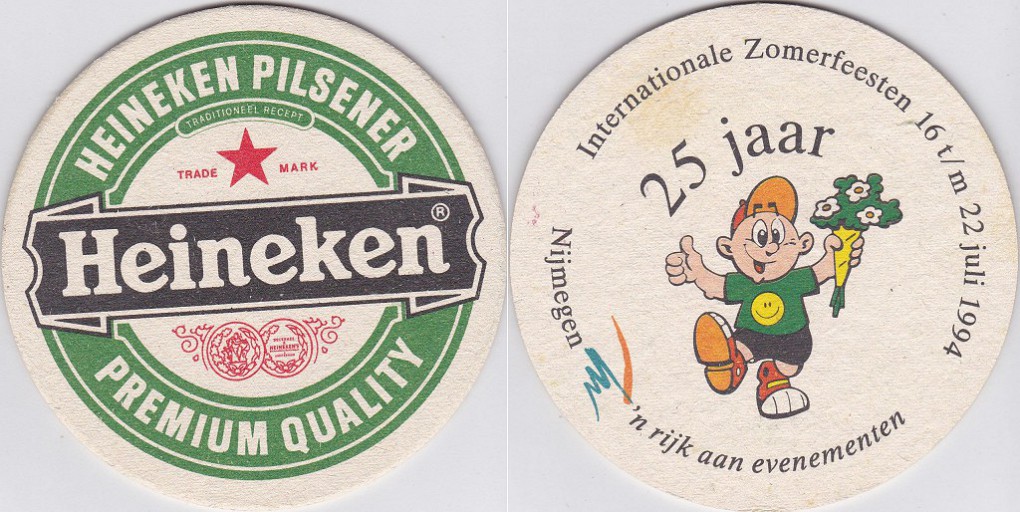 HEINEKEN PILSENER
TRADITIONEEL RECEPT
TRADE MARK
Heineken®
PREMIUM QUALITY
Internationale Zomerfeesten 16 t/m 22 juli 1994
25 jaar
Nijmegen
'n rijk aan evenementen